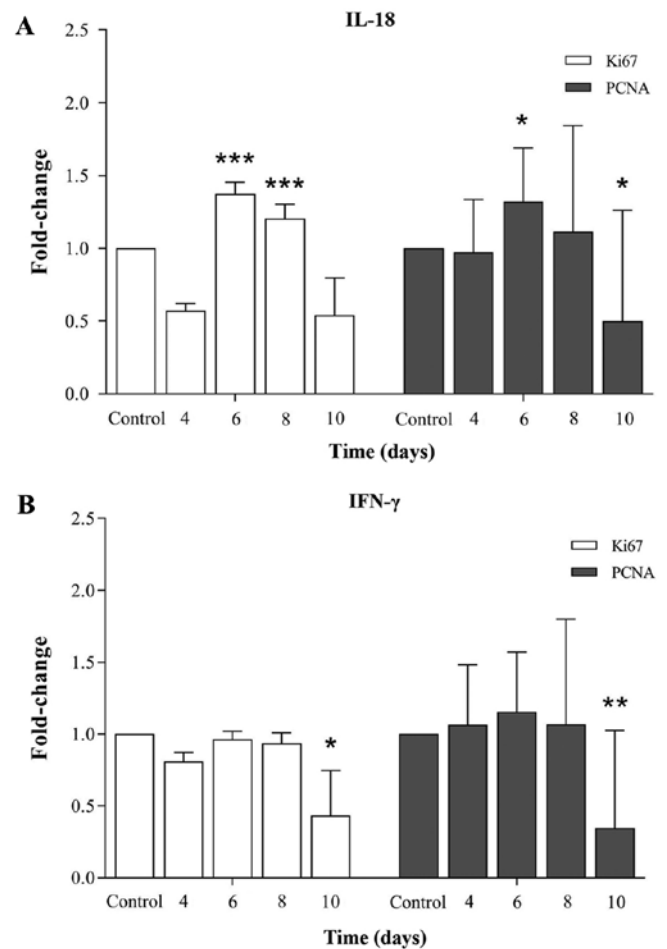 A
IL-18
2.5
2.0
1.5
1.0
0.5
0.0
Fold-change
Ki67
PCNA
***
***
*
*
Control 4 6 8 10 Control 4 6 8 10
Time (days)
B
IFN-γ
2.5
2.0
1.5
1.0
0.5
0.0
Fold-change
Ki67
PCNA
*
**
Control 4 6 8 10 Control 4 6 8 10
Time (days)